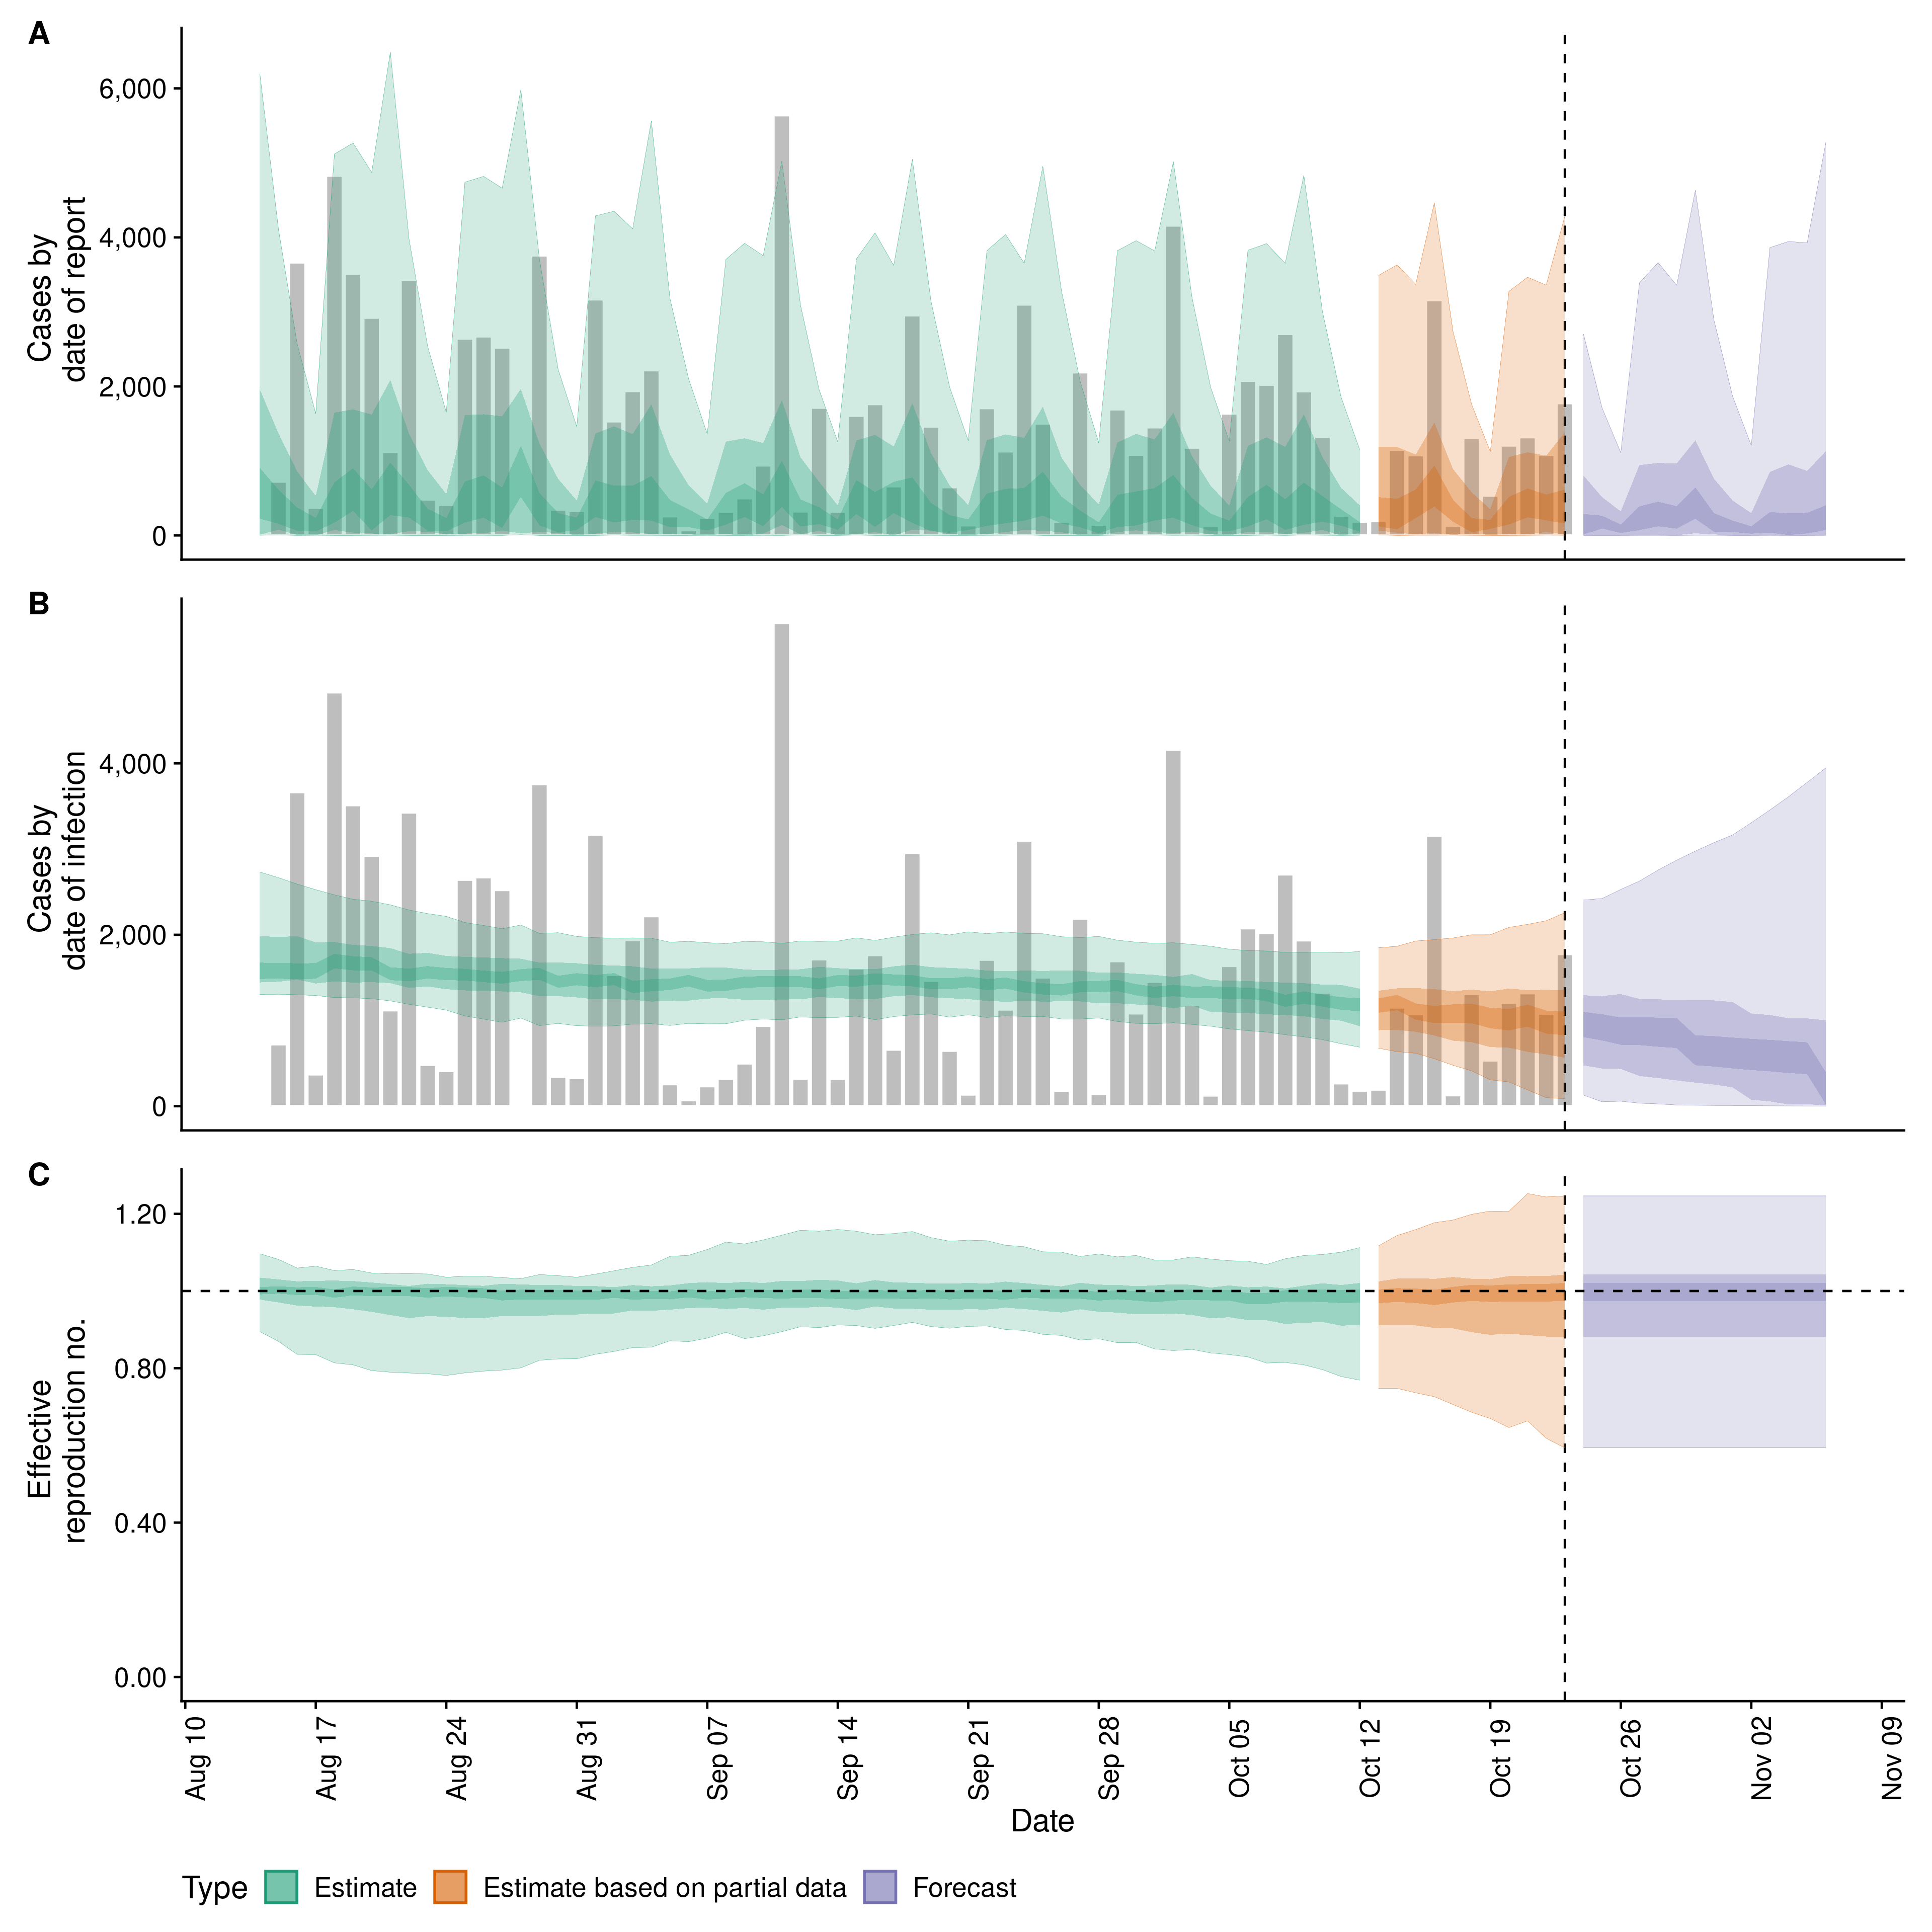 A
6,000
4,000
2,000
0
Cases by
date of report
B
4,000
2,000
0
Cases by
date of infection
C
1.20
0.80
0.40
0.00
Effective
reproduction no.
Aug 10
Aug 17
Aug 24
Aug 31
Sep 07
Sep 14
Sep 21
Sep 28
Oct 05
Oct 12
Oct 19
Oct 26
Nov 02
Nov 09
Date
Type Estimate Estimate based on partial data Forecast